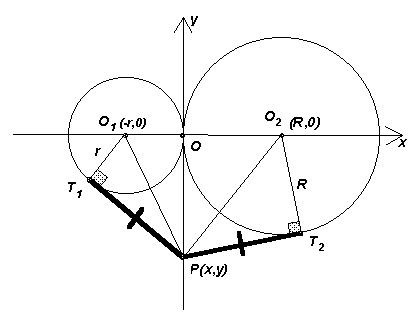 y
O1 (-r,0)
O2 (R,0)
r
O
x
T1
R
P(x,y)
T2